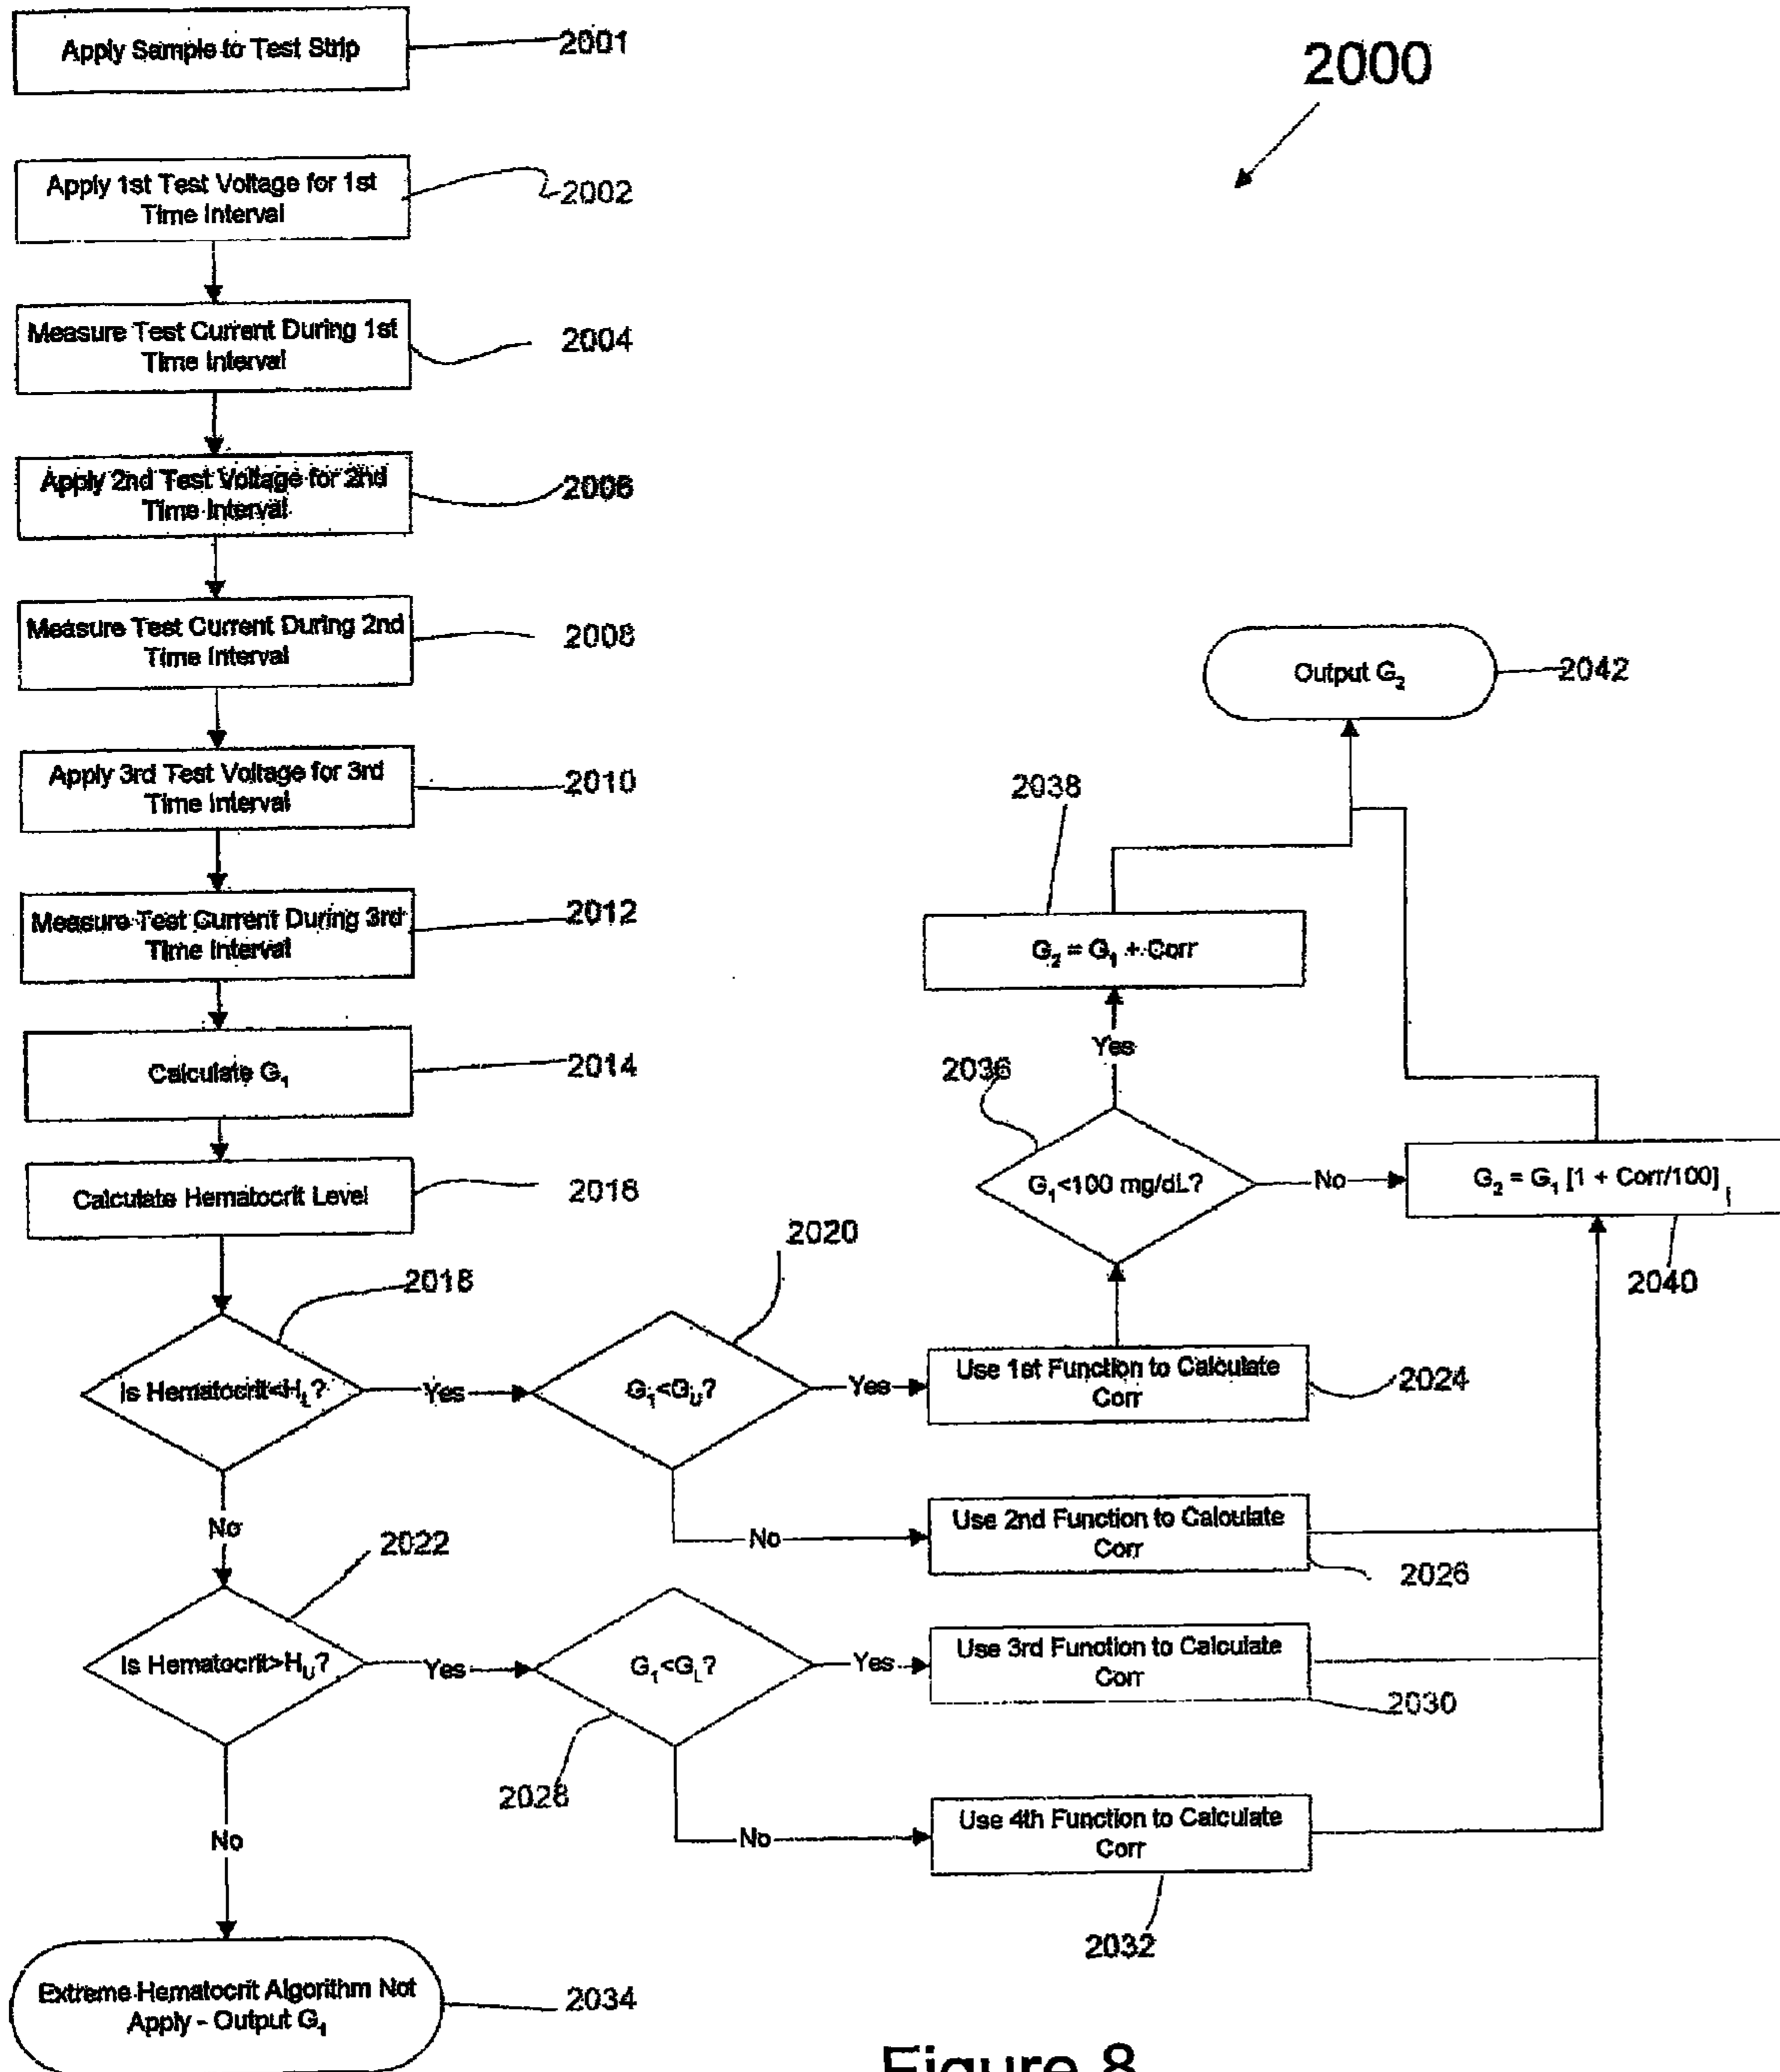 Apply Sample to Test Strip
2001
2000
Apply 1st Test Voltage for 1st
Time Interval
2002
Measure Test Current During 1st
Time Interval
2004
Apply 2nd Test Voltage for 2nd
Time Interval
2006
Measure Test Current During 2nd
Time Interval
2008
Apply 3rd Test Voltage for 3rd
Time Interval
2010
Measure Test Current During 3rd
Time Interval
2012
Calculate G₁
2014
Calculate Hematocrit Level
2016
Is Hematocrit<H_L?
2018
Yes
No
G₁<G_U?
2020
Yes
No
Use 1st Function to Calculate
Corr
2024
Use 2nd Function to Calculate
Corr
2026
Is Hematocrit>H_U?
2022
Yes
No
G₁<G_L?
2028
Yes
No
Use 3rd Function to Calculate
Corr
2030
Use 4th Function to Calculate
Corr
2032
Extreme Hematocrit Algorithm Not
Apply - Output G₁
2034
G₁<100 mg/dL?
2036
Yes
No
G₂ = G₁ + Corr
2038
G₂ = G₁ [1 + Corr/100]
2040
Output G₂
2042
Figure 8